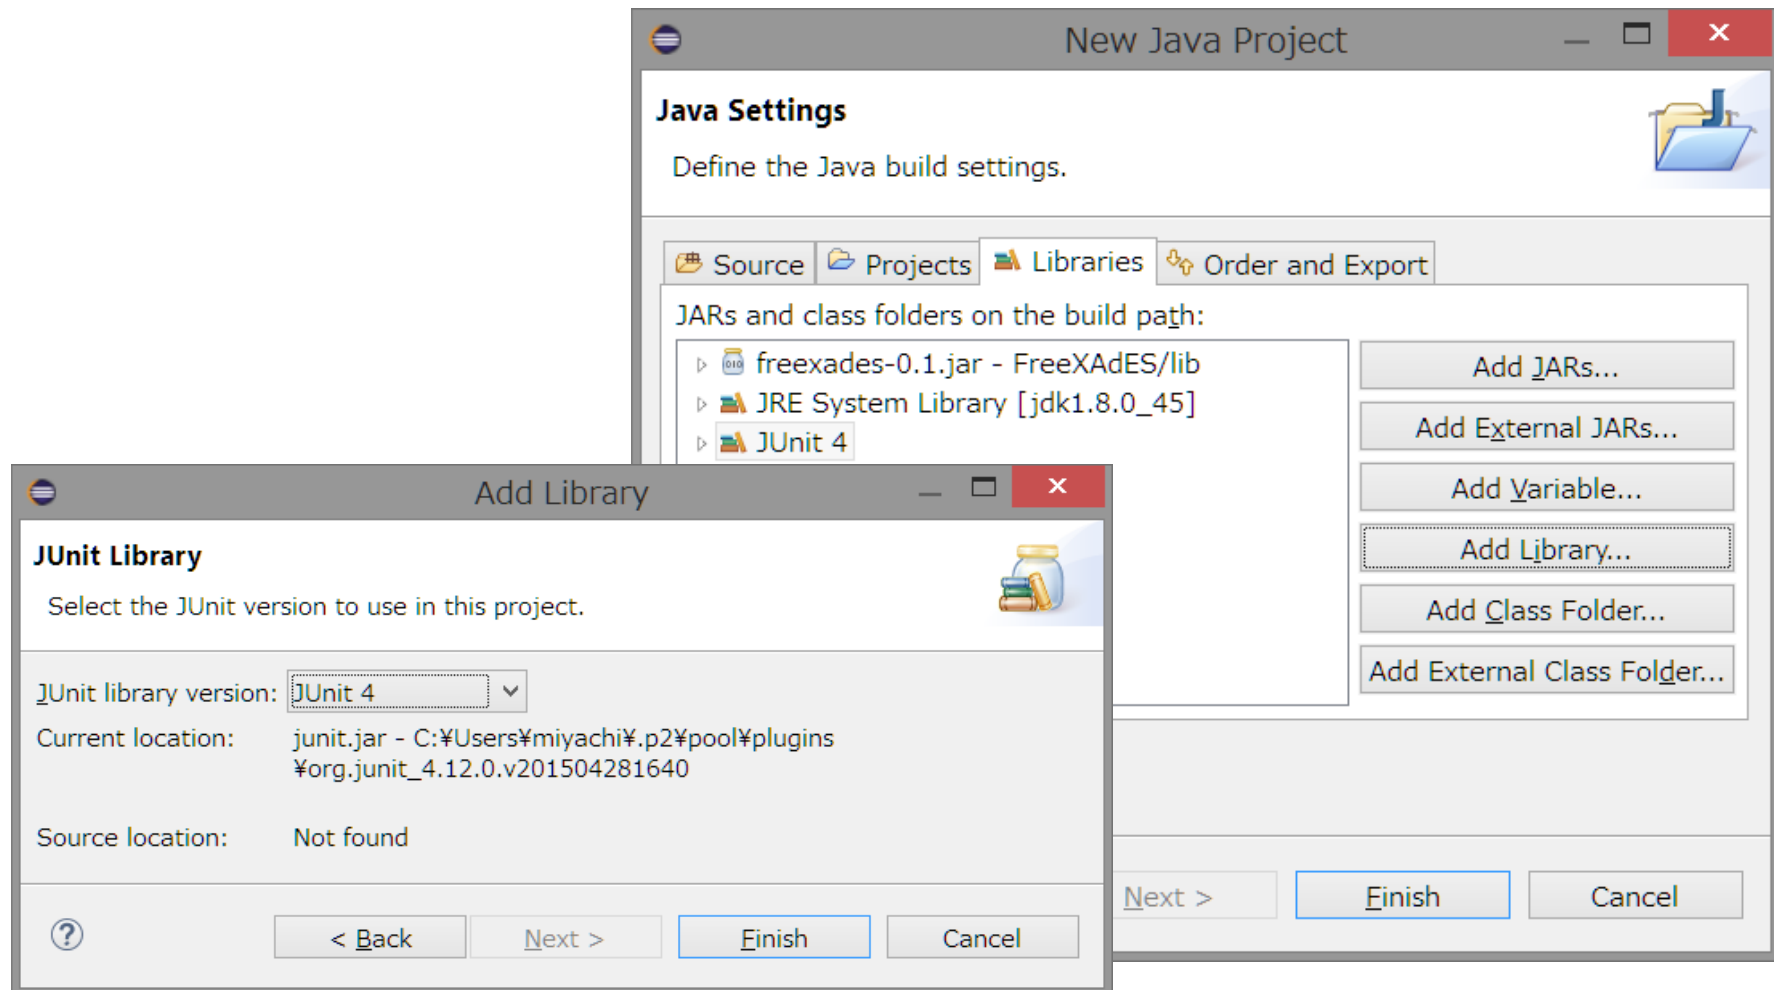 New Java Project
Java Settings
Define the Java build settings.
Source
Projects
Libraries
Order and Export
JARs and class folders on the build path:
freexades-0.1.jar - FreeXAdES/lib
JRE System Library [jdk1.8.0_45]
JUnit 4
Add JARs...
Add External JARs...
Add Variable...
Add Library...
Add Class Folder...
Add External Class Folder...
Next >
Finish
Cancel
Add Library
JUnit Library
Select the JUnit version to use in this project.
JUnit library version: JUnit 4
Current location: junit.jar - C:¥Users¥miyachi¥.p2¥pool¥plugins
¥org.junit_4.12.0.v201504281640
Source location: Not found
?
< Back
Next >
Finish
Cancel